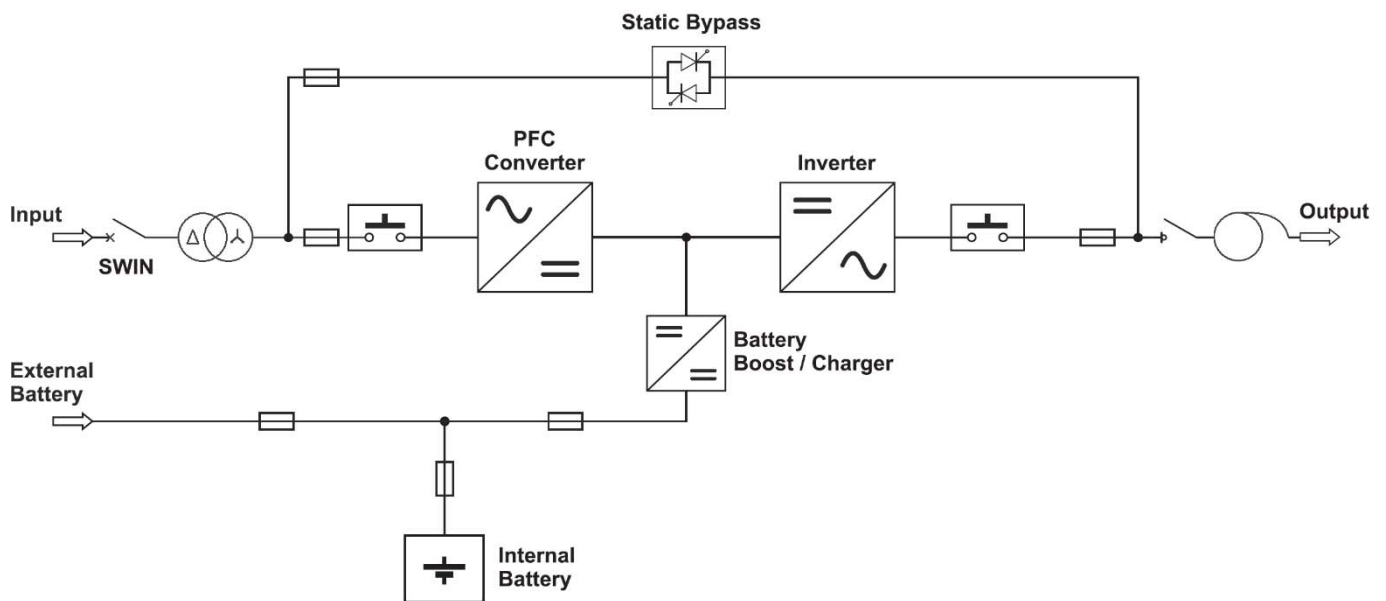 Static Bypass
PFC
Converter
Inverter
Input
SWIN
Output
External
Battery
Battery
Boost / Charger
Internal
Battery